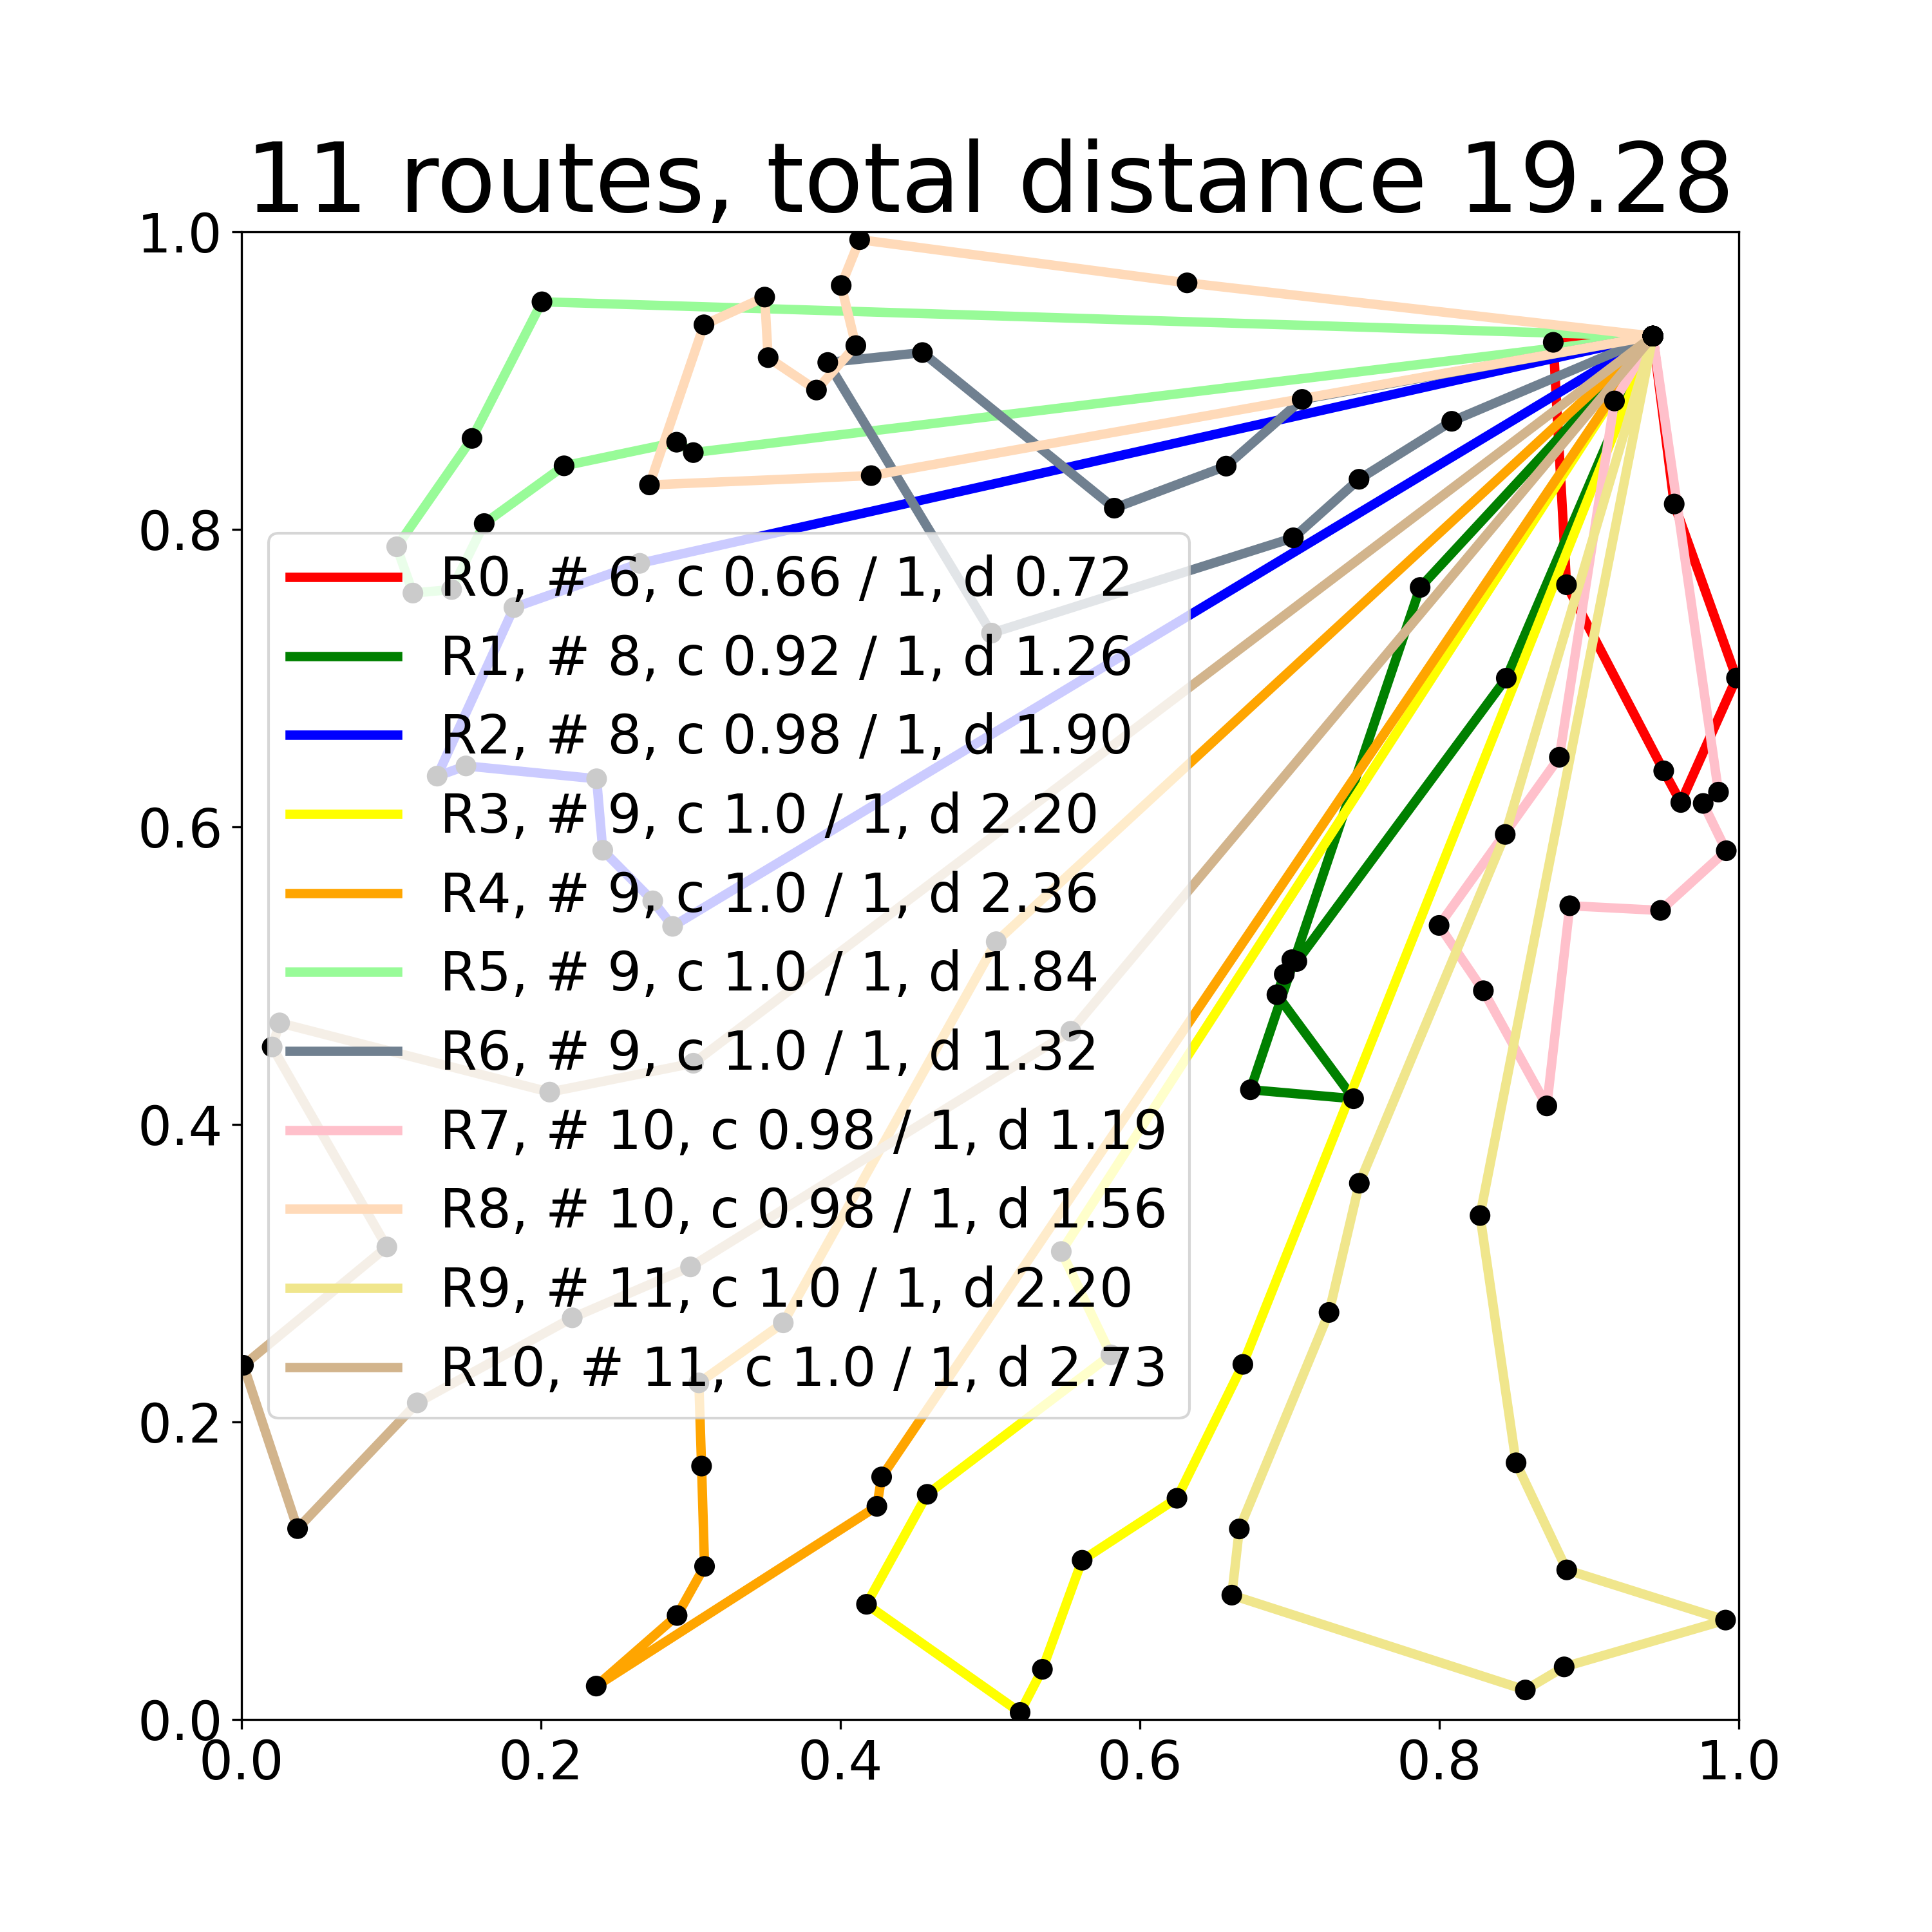 11 routes, total distance 19.28
1.0
0.8
0.6
0.4
0.2
0.0
R0, # 6, c 0.66 / 1, d 0.72
R1, # 8, c 0.92 / 1, d 1.26
R2, # 8, c 0.98 / 1, d 1.90
R3, # 9, c 1.0 / 1, d 2.20
R4, # 9, c 1.0 / 1, d 2.36
R5, # 9, c 1.0 / 1, d 1.84
R6, # 9, c 1.0 / 1, d 1.32
R7, # 10, c 0.98 / 1, d 1.19
R8, # 10, c 0.98 / 1, d 1.56
R9, # 11, c 1.0 / 1, d 2.20
R10, # 11, c 1.0 / 1, d 2.73
0.0 0.2 0.4 0.6 0.8 1.0